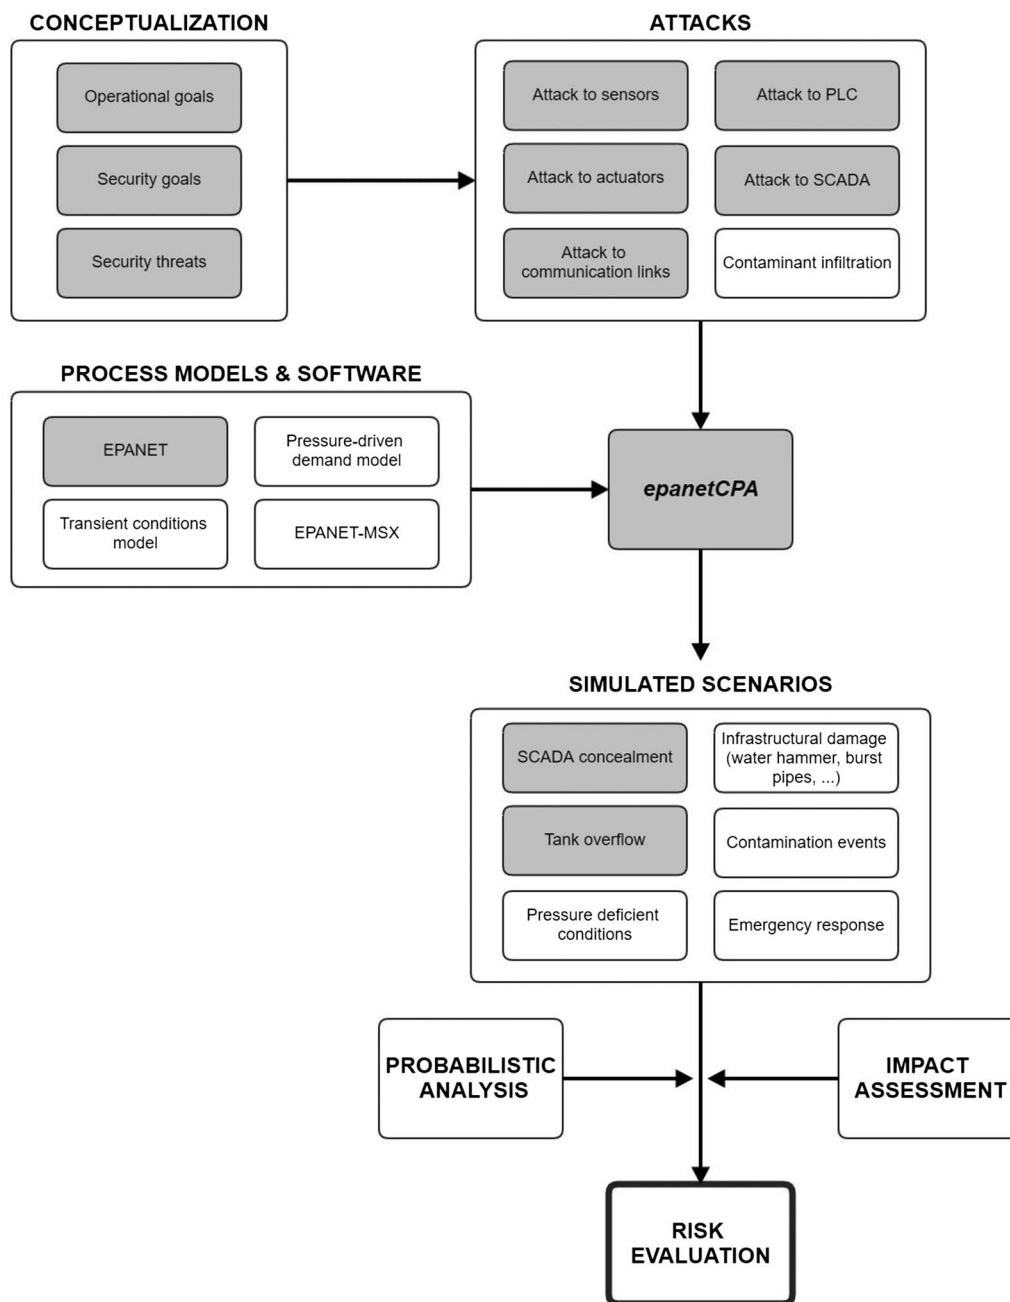 CONCEPTUALIZATION
Operational goals
Security goals
Security threats
ATTACKS
Attack to sensors
Attack to PLC
Attack to actuators
Attack to SCADA
Attack to
communication links
Contaminant infiltration
PROCESS MODELS & SOFTWARE
EPANET
Pressure-driven
demand model
Transient conditions
model
EPANET-MSX
epanetCPA
SIMULATED SCENARIOS
SCADA concealment
Infrastructural damage
(water hammer, burst
pipes, ...)
Tank overflow
Contamination events
Pressure deficient
conditions
Emergency response
PROBABILISTIC
ANALYSIS
IMPACT
ASSESSMENT
RISK
EVALUATION